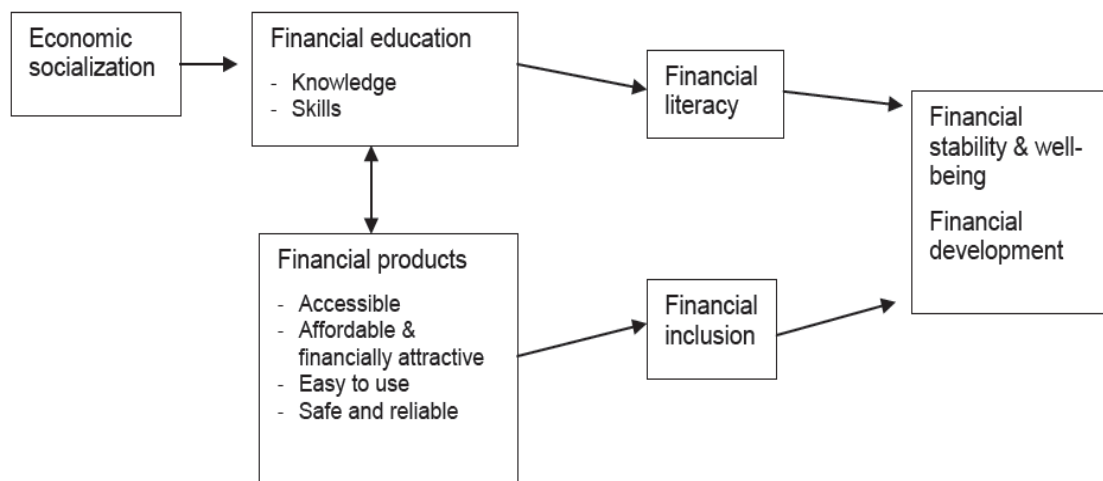 Economic
socialization
Financial education
- Knowledge
- Skills
Financial
literacy
Financial
stability & well-
being
Financial
development
Financial products
- Accessible
- Affordable &
financially attractive
- Easy to use
- Safe and reliable
Financial
inclusion